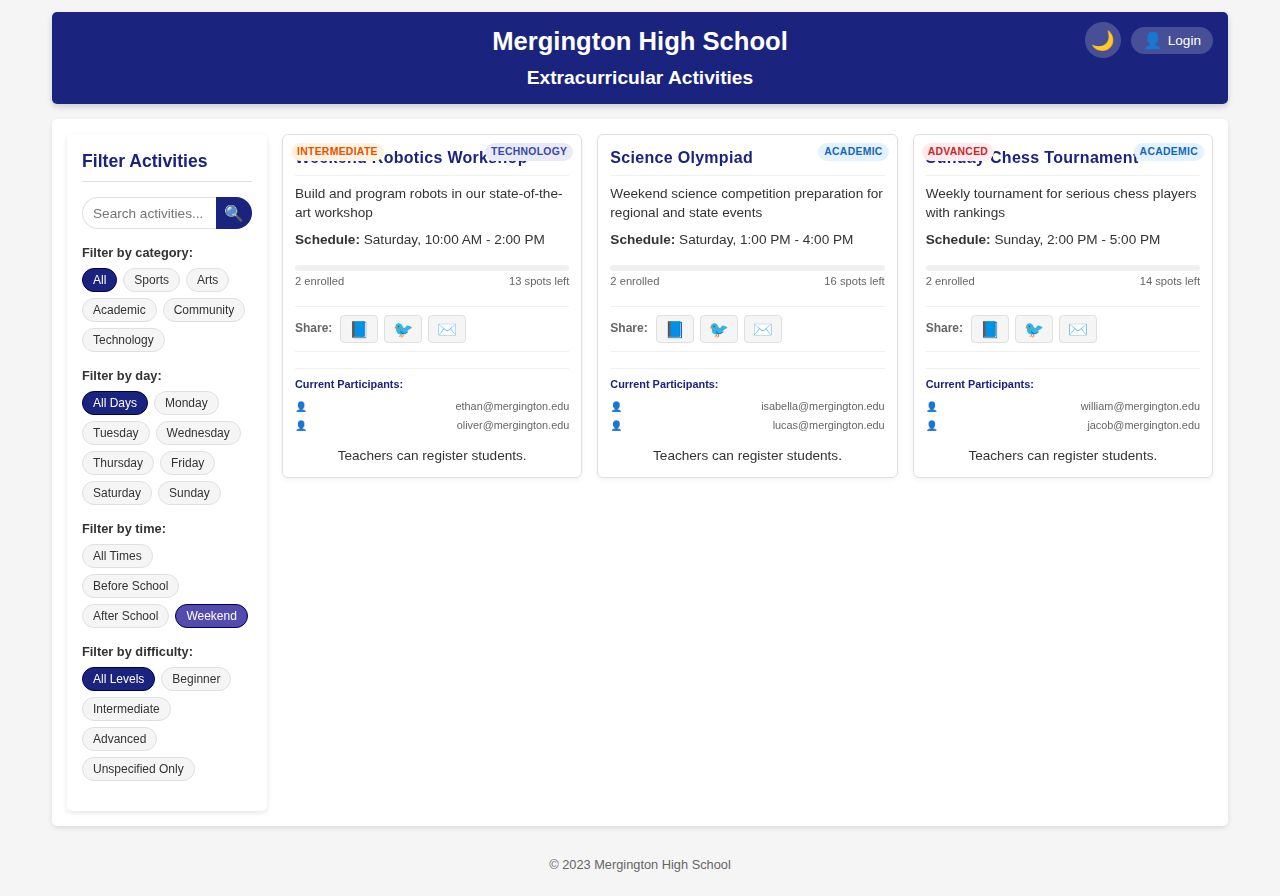 Mergington High School
Extracurricular Activities
Login
Filter Activities
Search activities...
Filter by category:
All
Sports
Arts
Academic
Community
Technology
Filter by day:
All Days
Monday
Tuesday
Wednesday
Thursday
Friday
Saturday
Sunday
Filter by time:
All Times
Before School
After School
Weekend
Filter by difficulty:
All Levels
Beginner
Intermediate
Advanced
Unspecified Only
INTERMEDIATE
TECHNOLOGY
Weekend Robotics Workshop
Build and program robots in our state-of-the-
art workshop
Schedule: Saturday, 10:00 AM - 2:00 PM
2 enrolled
13 spots left
Share:
Current Participants:
ethan@mergington.edu
oliver@mergington.edu
Teachers can register students.
ACADEMIC
Science Olympiad
Weekend science competition preparation for
regional and state events
Schedule: Saturday, 1:00 PM - 4:00 PM
2 enrolled
16 spots left
Share:
Current Participants:
isabella@mergington.edu
lucas@mergington.edu
Teachers can register students.
ADVANCED
ACADEMIC
Sunday Chess Tournament
Weekly tournament for serious chess players
with rankings
Schedule: Sunday, 2:00 PM - 5:00 PM
2 enrolled
14 spots left
Share:
Current Participants:
william@mergington.edu
jacob@mergington.edu
Teachers can register students.
© 2023 Mergington High School